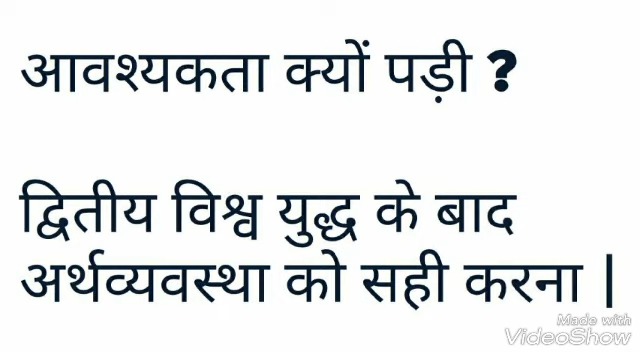 आवश्यकता क्यों पड़ी ?
द्वितीय विश्व युद्ध के बाद
अर्थव्यवस्था को सही करना |
Made with
VideoShow